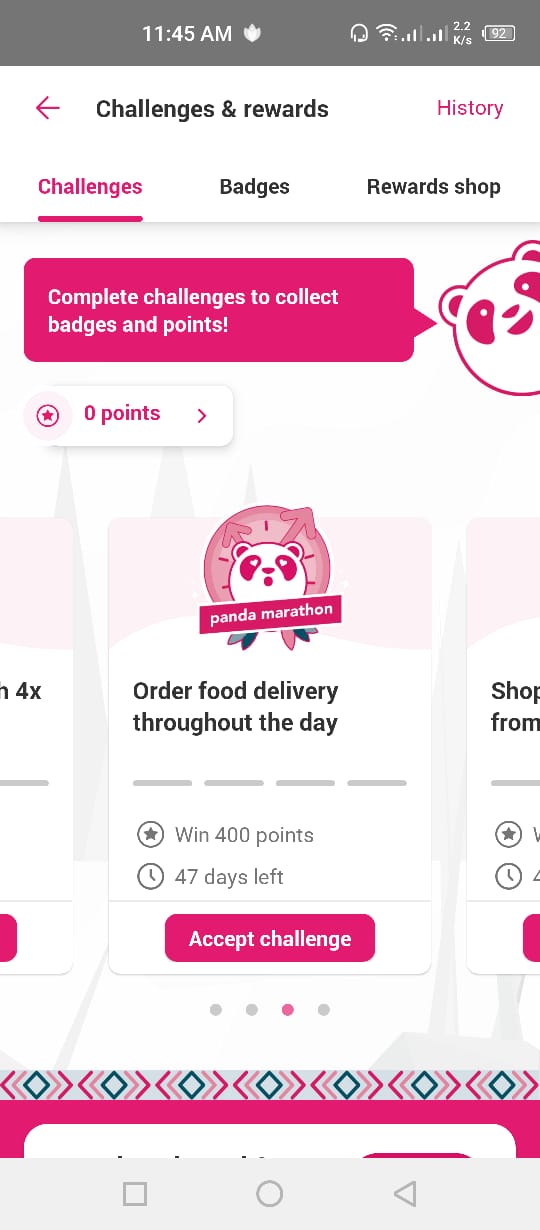 11:45 AM
2.2
K/s
92
Challenges & rewards
History
Challenges
Badges
Rewards shop
Complete challenges to collect
badges and points!
0 points
panda marathon
h 4x
Order food delivery
throughout the day
Shop
from
Win 400 points
47 days left
Accept challenge